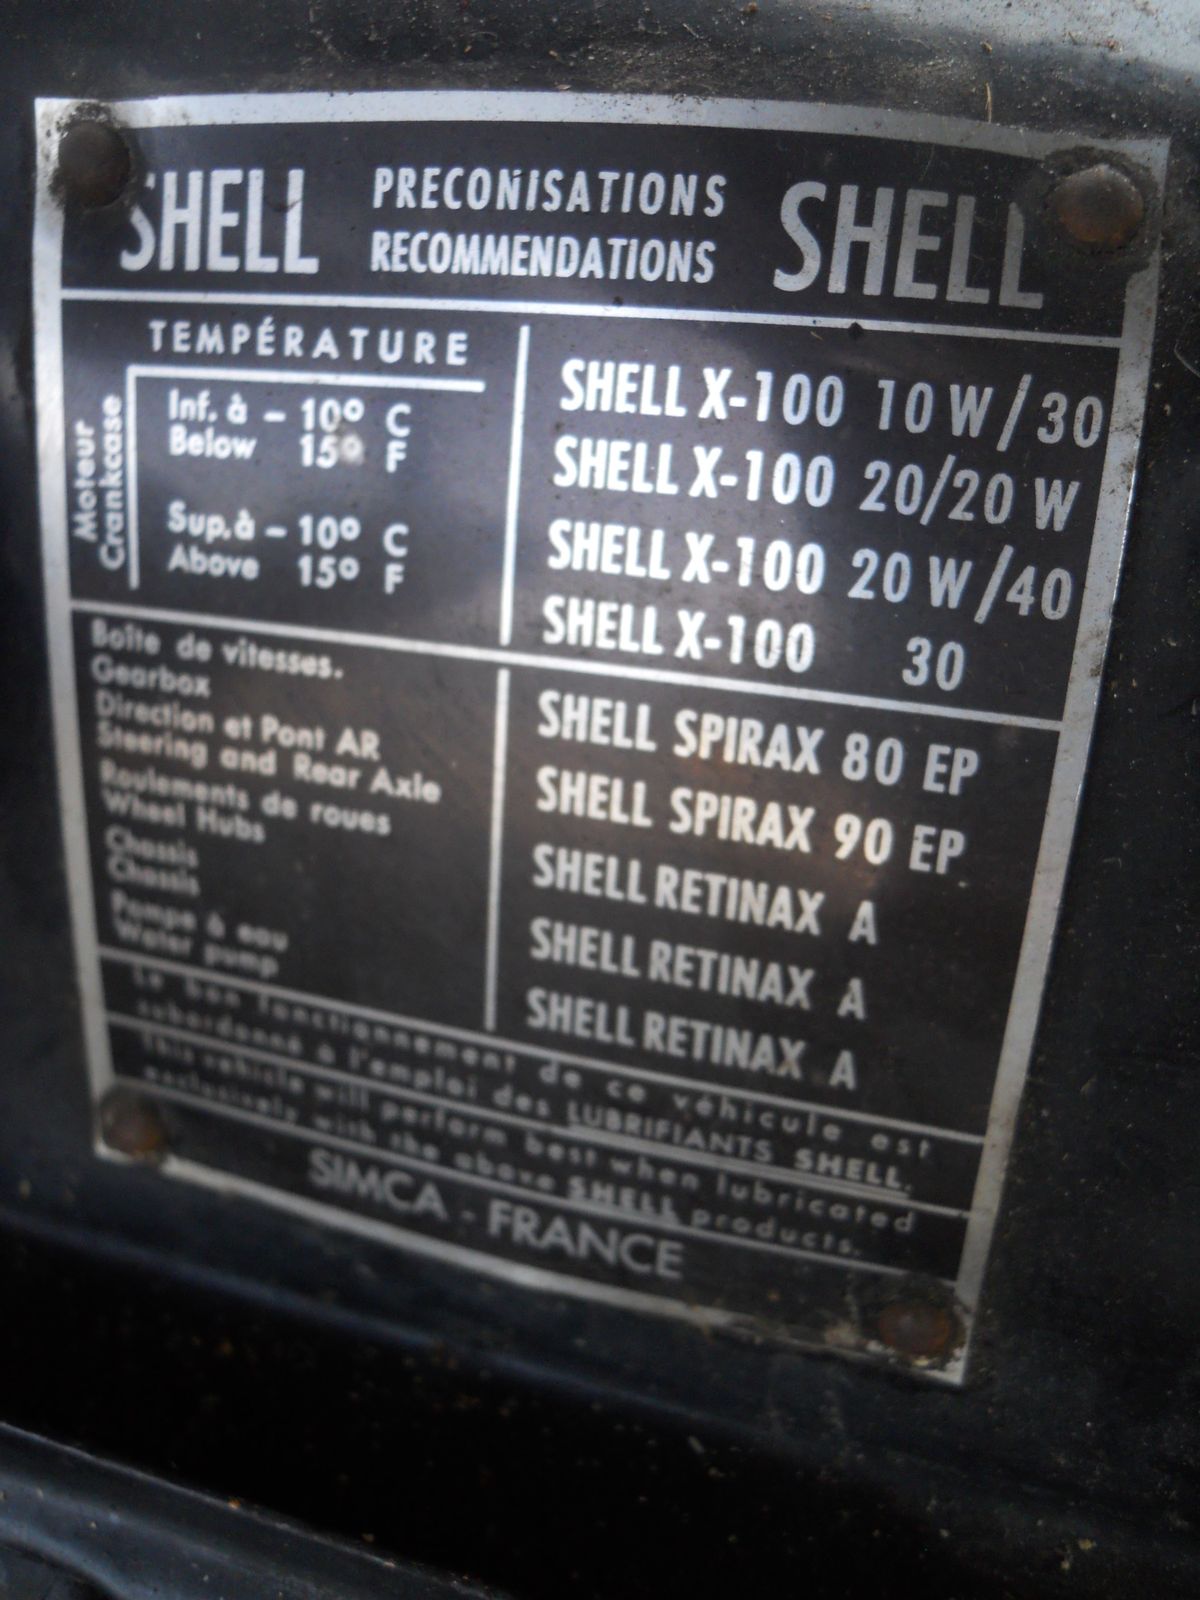 SHELL PRECONISATIONS SHELL
RECOMMENDATIONS
TEMPÉRATURE
Moteur
Crankcase
Inf. à - 10° C
Below 15° F
Sup. à - 10° C
Above 15° F
SHELL X-100 10 W/30
SHELL X-100 20/20 W
SHELL X-100 20 W/40
SHELL X-100 30
Boîte de vitesses.
Gearbox
SHELL SPIRAX 80 EP
Direction et Pont AR
Steering and Rear Axle
SHELL SPIRAX 90 EP
Roulements de roues
Wheel Hubs
SHELL RETINAX A
Chassis
Chassis
SHELL RETINAX A
Pompe à eau
Water pump
SHELL RETINAX A
Le bon fonctionnement de ce véhicule est
subordonné à l'emploi des LUBRIFIANTS SHELL.
This vehicle will perform best when lubricated
exclusively with the above SHELL products.
SIMCA - FRANCE